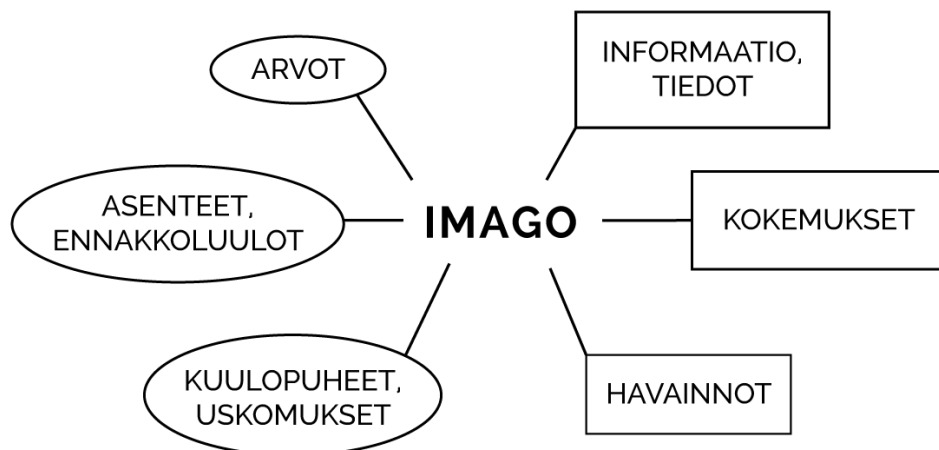 ARVOT
INFORMAATIO,
TIEDOT
ASENTEET,
ENNAKKOLUULOT
IMAGO
KOKEMUKSET
KUULOPUHEET,
USKOMUKSET
HAVAINNOT